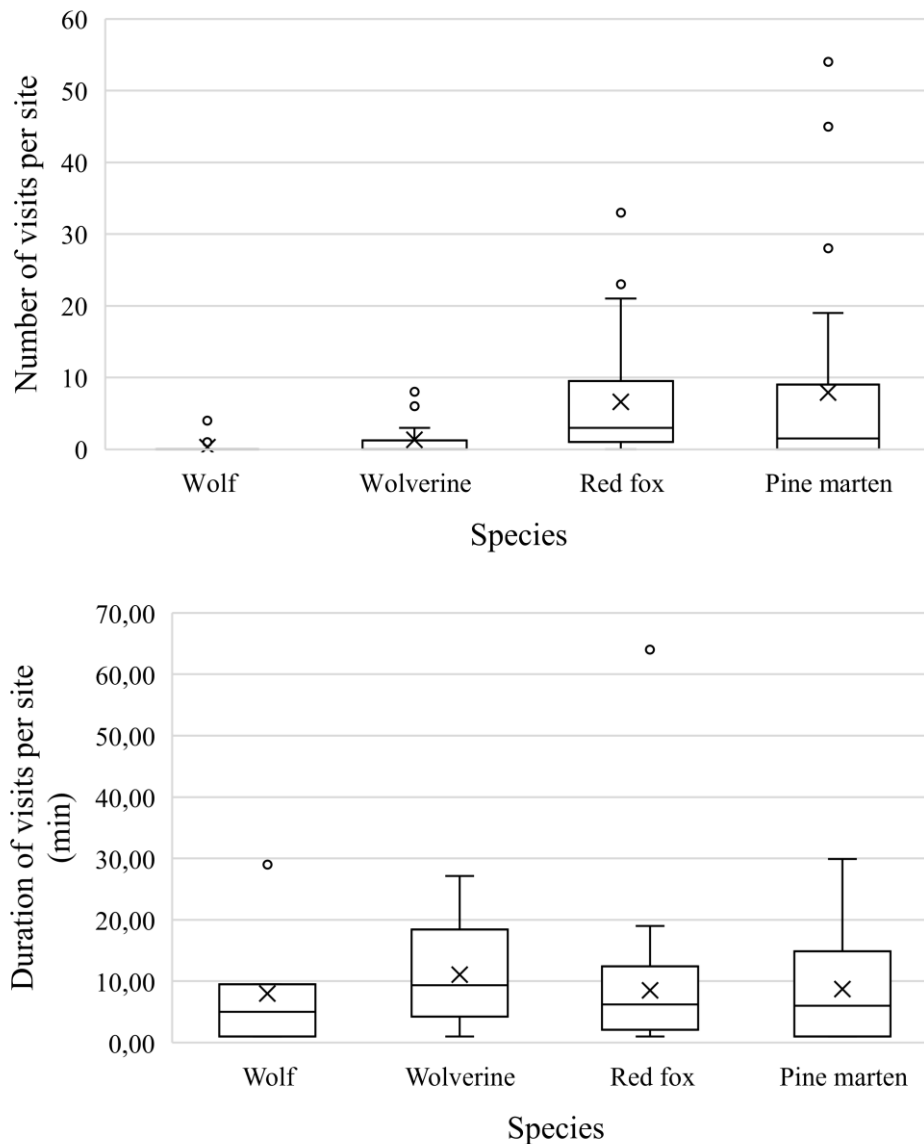 60
50
40
30
20
10
0
Number of visits per site
Wolf Wolverine Red fox Pine marten
Species
70,00
60,00
50,00
40,00
30,00
20,00
10,00
0,00
Duration of visits per site
(min)
Wolf Wolverine Red fox Pine marten
Species